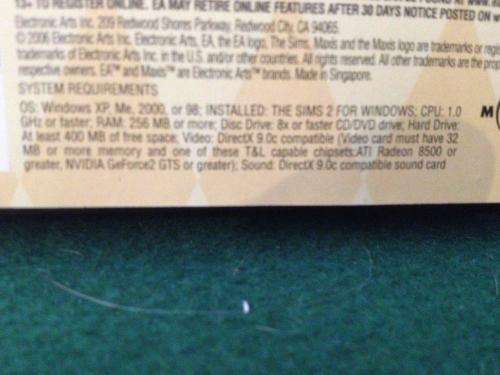 13+ TO REGISTER ONLINE. EA MAY RETIRE ONLINE FEATURES AFTER 30 DAYS NOTICE POSTED ON
Electronic Arts Inc. 209 Redwood Shores Parkway, Redwood City, CA 94065.
© 2006 Electronic Arts Inc. Electronic Arts, EA, the EA logo, The Sims, Maxis and the Maxis logo are trademarks or
trademarks of Electronic Arts Inc. in the U.S. and/or other countries. All rights reserved. All other trademarks are the
respective owners. EA™ and Maxis™ are Electronic Arts™ brands. Made in Singapore.
SYSTEM REQUIREMENTS
OS: Windows XP, Me, 2000, or 98; INSTALLED: THE SIMS 2 FOR WINDOWS; CPU: 1.0
GHz or faster; RAM: 256 MB or more; Disc Drive: 8x or faster CD/DVD drive; Hard Drive:
At least 400 MB of free space; Video: DirectX 9.0c compatible (Video card must have 32
MB or more memory and one of these T&L capable chipsets:ATI Radeon 8500 or
greater, NVIDIA GeForce2 GTS or greater); Sound: DirectX 9.0c compatible sound card
M